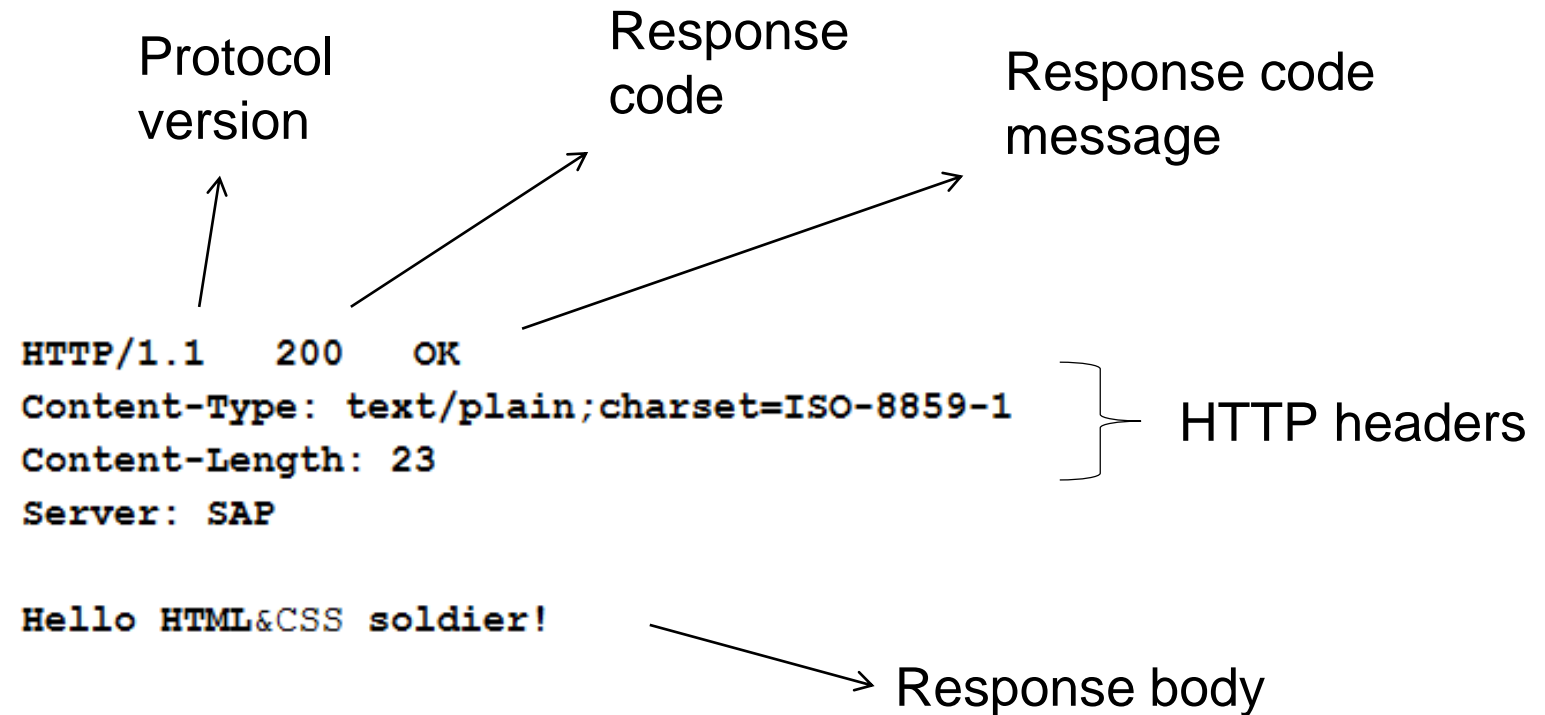 Protocol
version
Response
code
Response code
message
HTTP/1.1 200 OK
Content-Type: text/plain;charset=ISO-8859-1
Content-Length: 23
Server: SAP
HTTP headers
Hello HTML&CSS soldier!
Response body